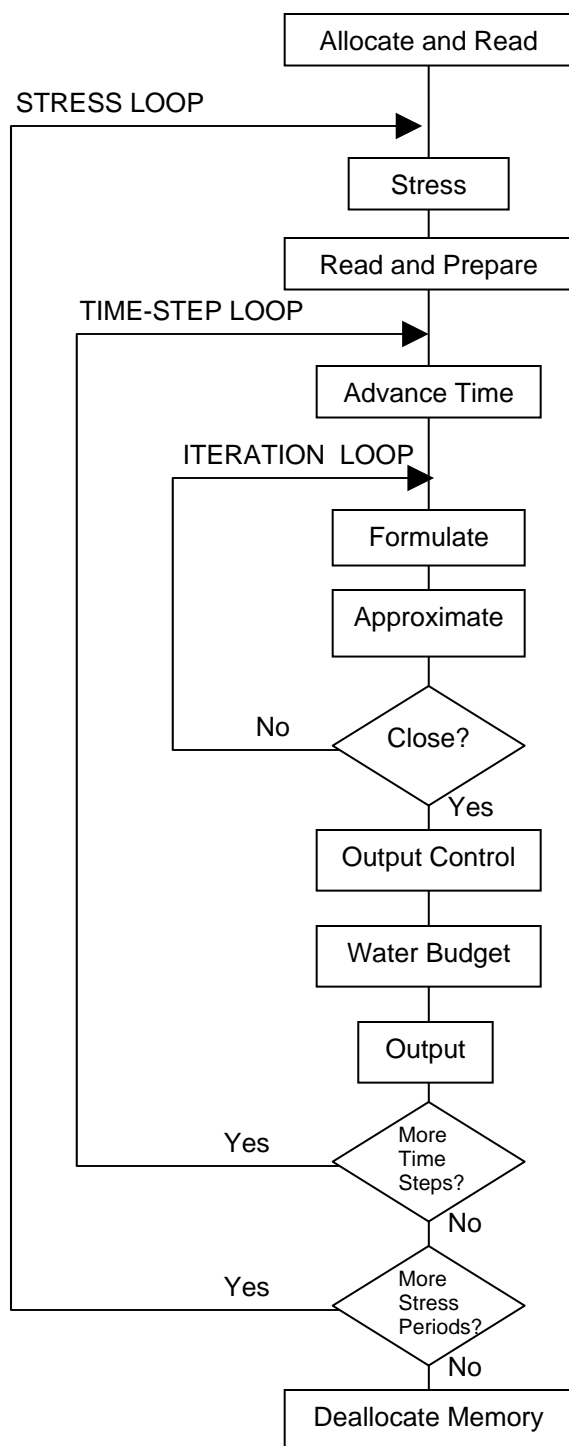 Allocate and Read
STRESS LOOP
Stress
Read and Prepare
TIME-STEP LOOP
Advance Time
ITERATION LOOP
Formulate
Approximate
No
Close?
Yes
Output Control
Water Budget
Output
Yes
More
Time
Steps?
No
Yes
More
Stress
Periods?
No
Deallocate Memory